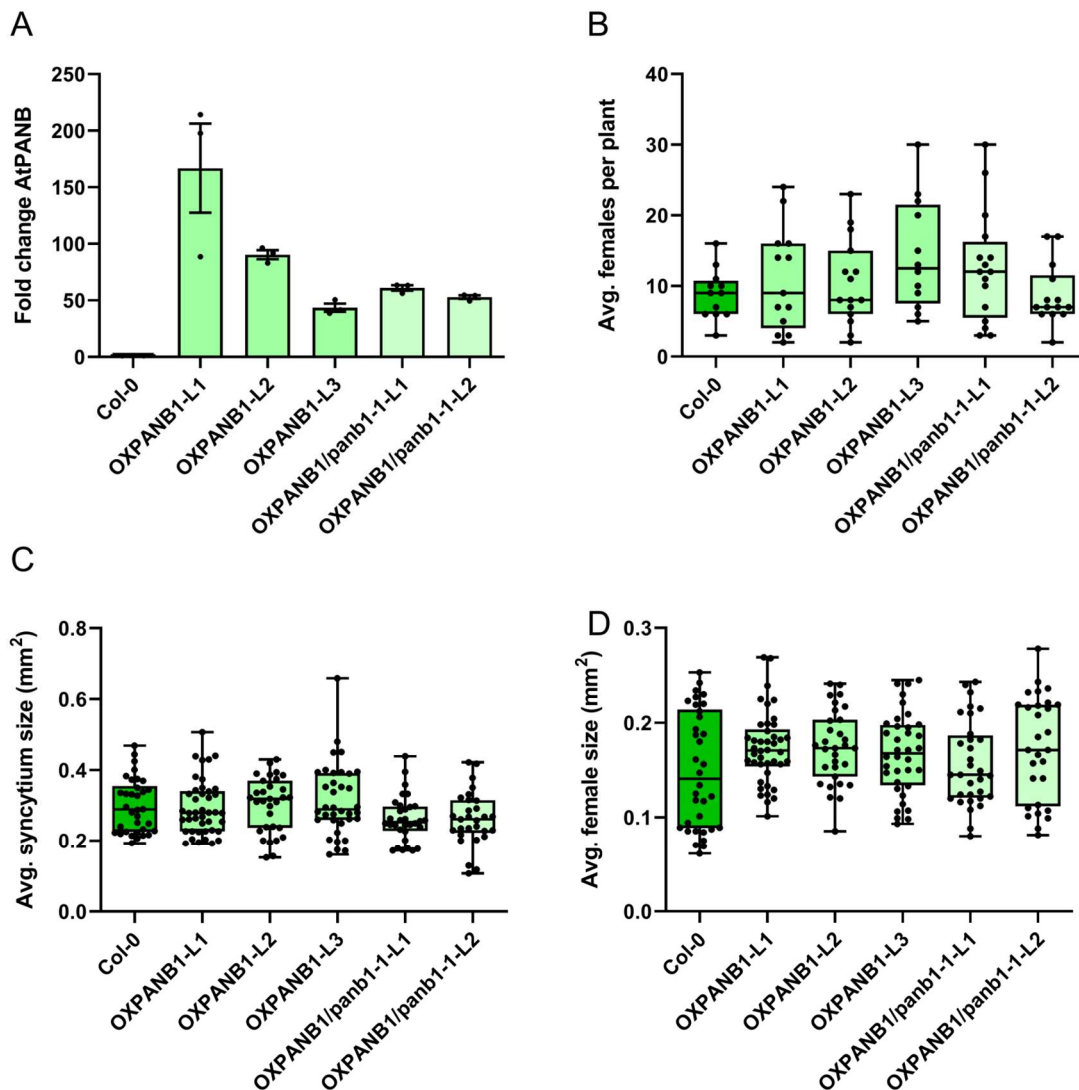 A
Fold change AtPANB
250
200
150
100
50
0
Col-0
OXPANB1-L1
OXPANB1-L2
OXPANB1-L3
OXPANB1/panb1-1-L1
OXPANB1/panb1-1-L2
B
Avg. females per plant
40
30
20
10
0
Col-0
OXPANB1-L1
OXPANB1-L2
OXPANB1-L3
OXPANB1/panb1-1-L1
OXPANB1/panb1-1-L2
C
Avg. syncytium size (mm²)
0.8
0.6
0.4
0.2
0.0
Col-0
OXPANB1-L1
OXPANB1-L2
OXPANB1-L3
OXPANB1/panb1-1-L1
OXPANB1/panb1-1-L2
D
Avg. female size (mm²)
0.3
0.2
0.1
0.0
Col-0
OXPANB1-L1
OXPANB1-L2
OXPANB1-L3
OXPANB1/panb1-1-L1
OXPANB1/panb1-1-L2